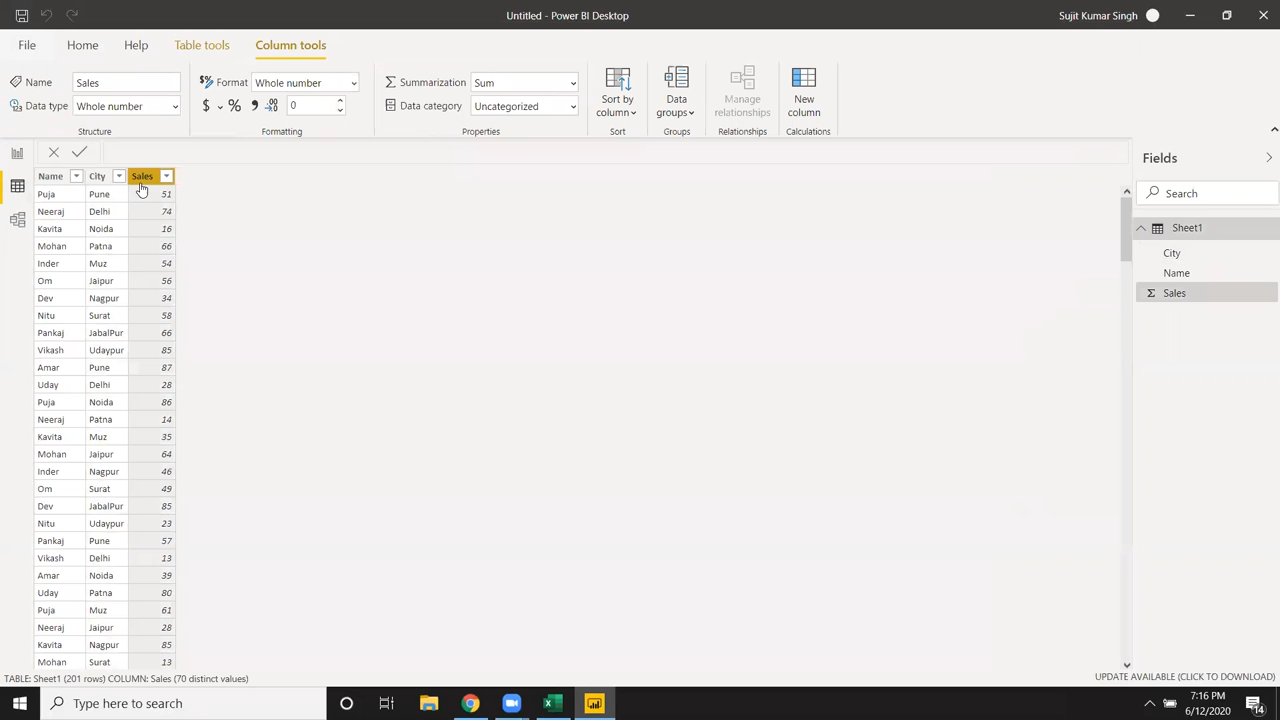 Untitled - Power BI Desktop
Sujit Kumar Singh
File Home Help Table tools Column tools
Name Sales
Data type Whole number
Structure
Format Whole number
$ % 0
Formatting
Summarization Sum
Data category Uncategorized
Properties
Sort by
column
Sort
Data
groups
Groups
Manage
relationships
Relationships
New
column
Calculations
Name City Sales
Puja Pune 51
Neeraj Delhi 74
Kavita Noida 16
Mohan Patna 66
Inder Muz 54
Om Jaipur 56
Dev Nagpur 34
Nitu Surat 58
Pankaj JabalPur 66
Vikash Udaypur 85
Amar Pune 87
Uday Delhi 28
Puja Noida 86
Neeraj Patna 14
Kavita Muz 35
Mohan Jaipur 64
Inder Nagpur 46
Om Surat 49
Dev JabalPur 85
Nitu Udaypur 23
Pankaj Pune 57
Vikash Delhi 13
Amar Noida 39
Uday Patna 80
Puja Muz 61
Neeraj Jaipur 28
Kavita Nagpur 85
Mohan Surat 13
Fields
Search
Sheet1
City
Name
Σ Sales
TABLE: Sheet1 (201 rows) COLUMN: Sales (70 distinct values)
UPDATE AVAILABLE (CLICK TO DOWNLOAD)
Type here to search
7:16 PM
6/12/2020
14